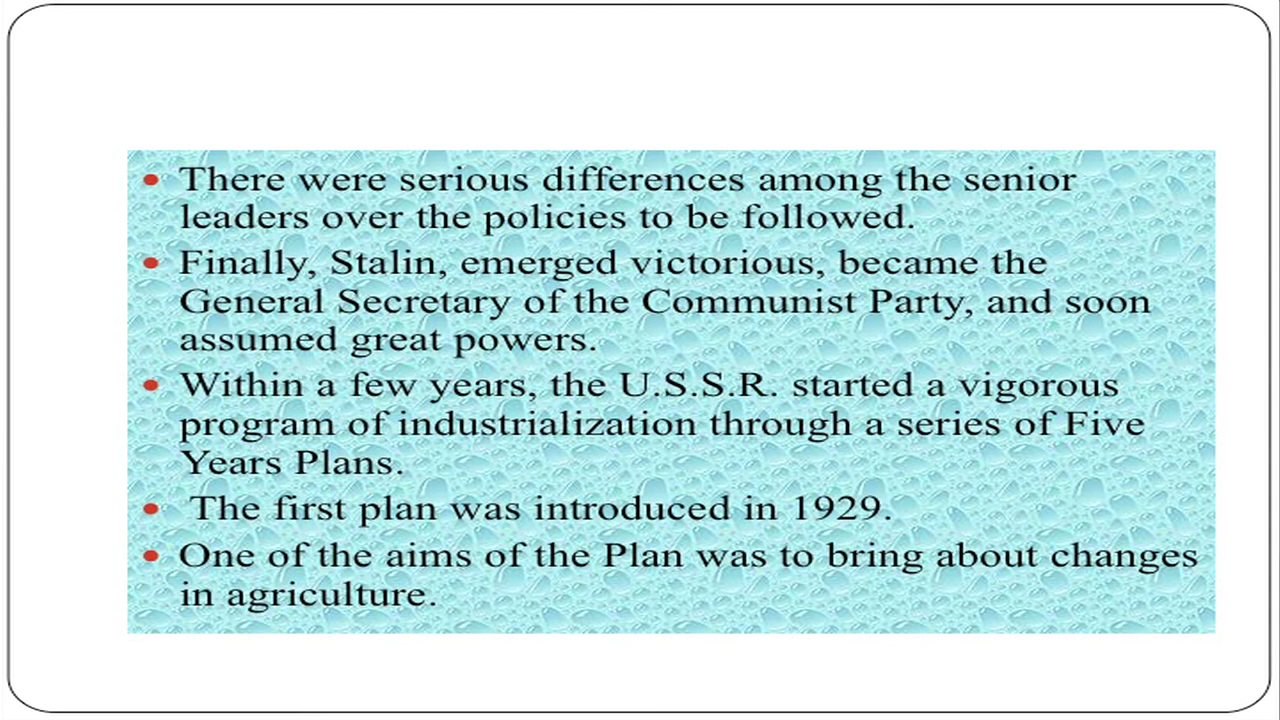 • There were serious differences among the senior
leaders over the policies to be followed.
• Finally, Stalin, emerged victorious, became the
General Secretary of the Communist Party, and soon
assumed great powers.
• Within a few years, the U.S.S.R. started a vigorous
program of industrialization through a series of Five
Years Plans.
• The first plan was introduced in 1929.
• One of the aims of the Plan was to bring about changes
in agriculture.